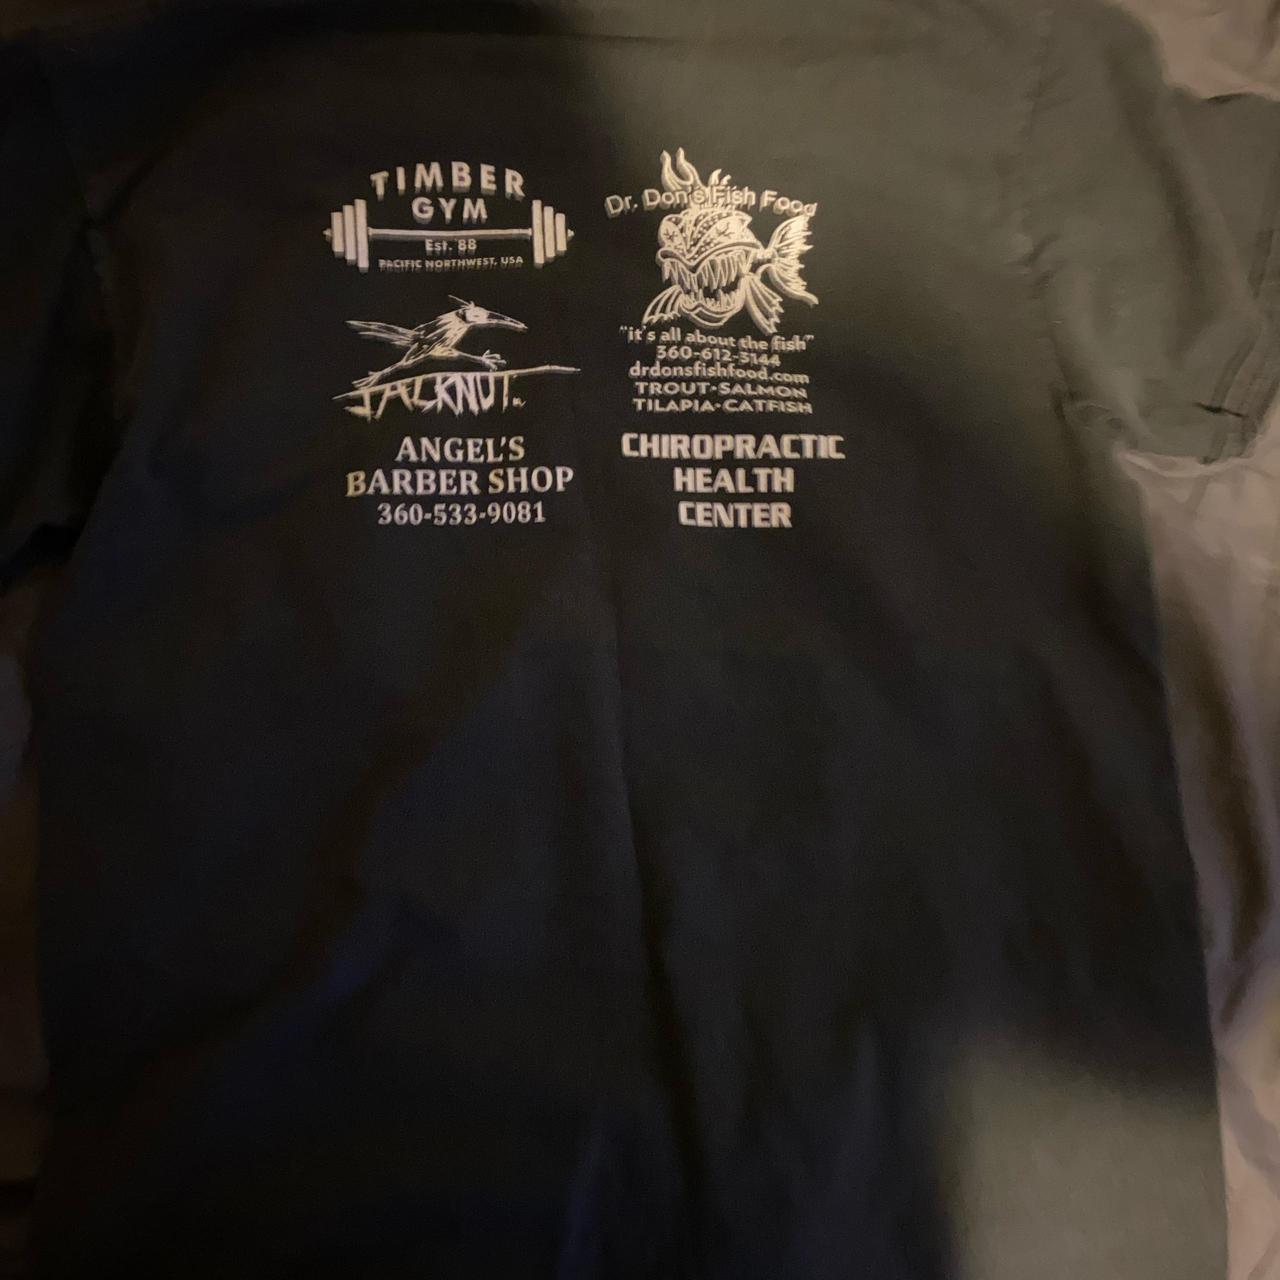 TIMBER
GYM
Est. '88
PACIFIC NORTHWEST, USA
JACKNUT
ANGEL'S
BARBER SHOP
360-533-9081
Dr. Don's Fish Food
"it's all about the fish"
360-612-3144
drdonsfishfood.com
TROUT-SALMON
TILAPIA-CATFISH
CHIROPRACTIC
HEALTH
CENTER